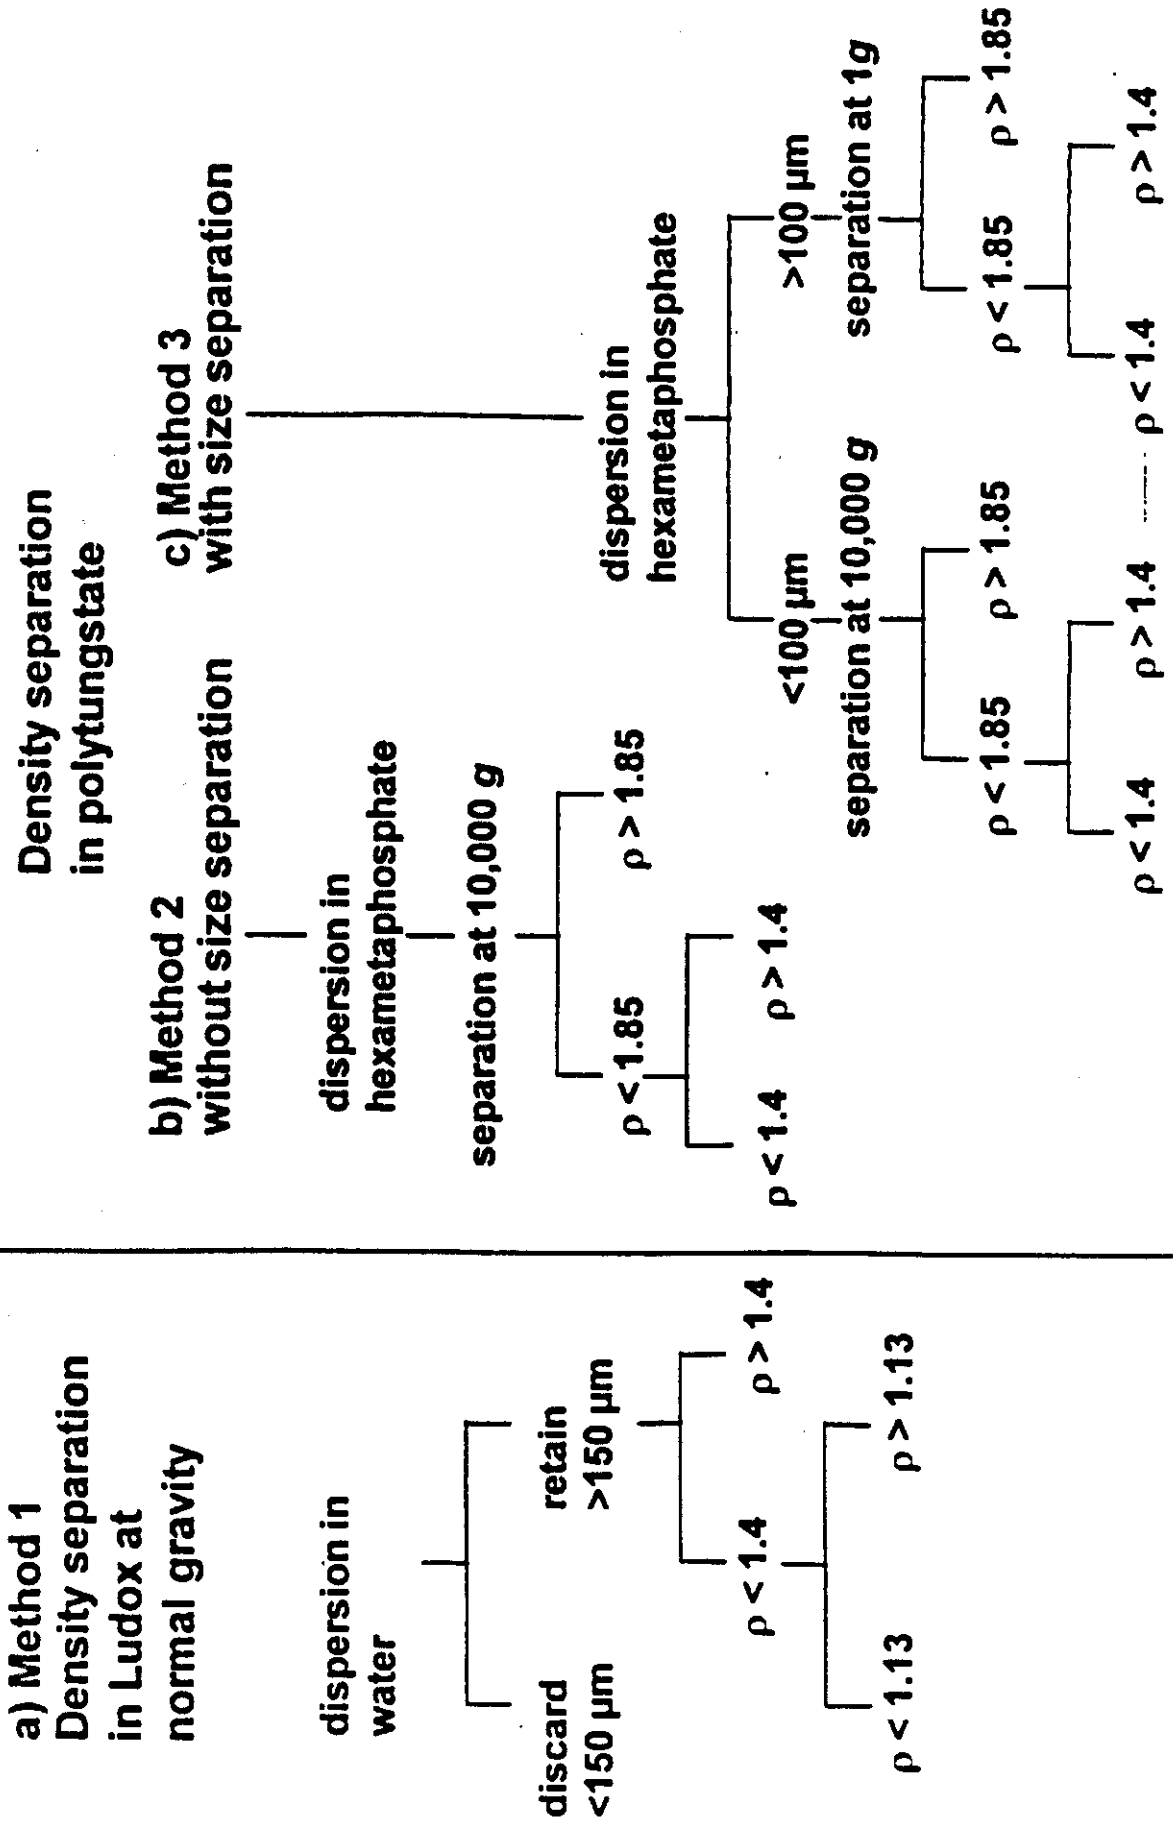 a) Method 1
Density separation
in Ludox at
normal gravity
dispersion in
water
discard
<150 µm
retain
>150 µm
ρ < 1.4
ρ > 1.4
ρ < 1.13
ρ > 1.13
Density separation
in polytungstate
b) Method 2
without size separation
dispersion in
hexametaphosphate
separation at 10,000 g
ρ < 1.85
ρ > 1.85
ρ < 1.4
ρ > 1.4
c) Method 3
with size separation
dispersion in
hexametaphosphate
<100 µm
separation at 10,000 g
ρ < 1.85
ρ > 1.85
ρ < 1.4
ρ > 1.4
>100 µm
separation at 1g
ρ < 1.85
ρ > 1.85
ρ < 1.4
ρ > 1.4